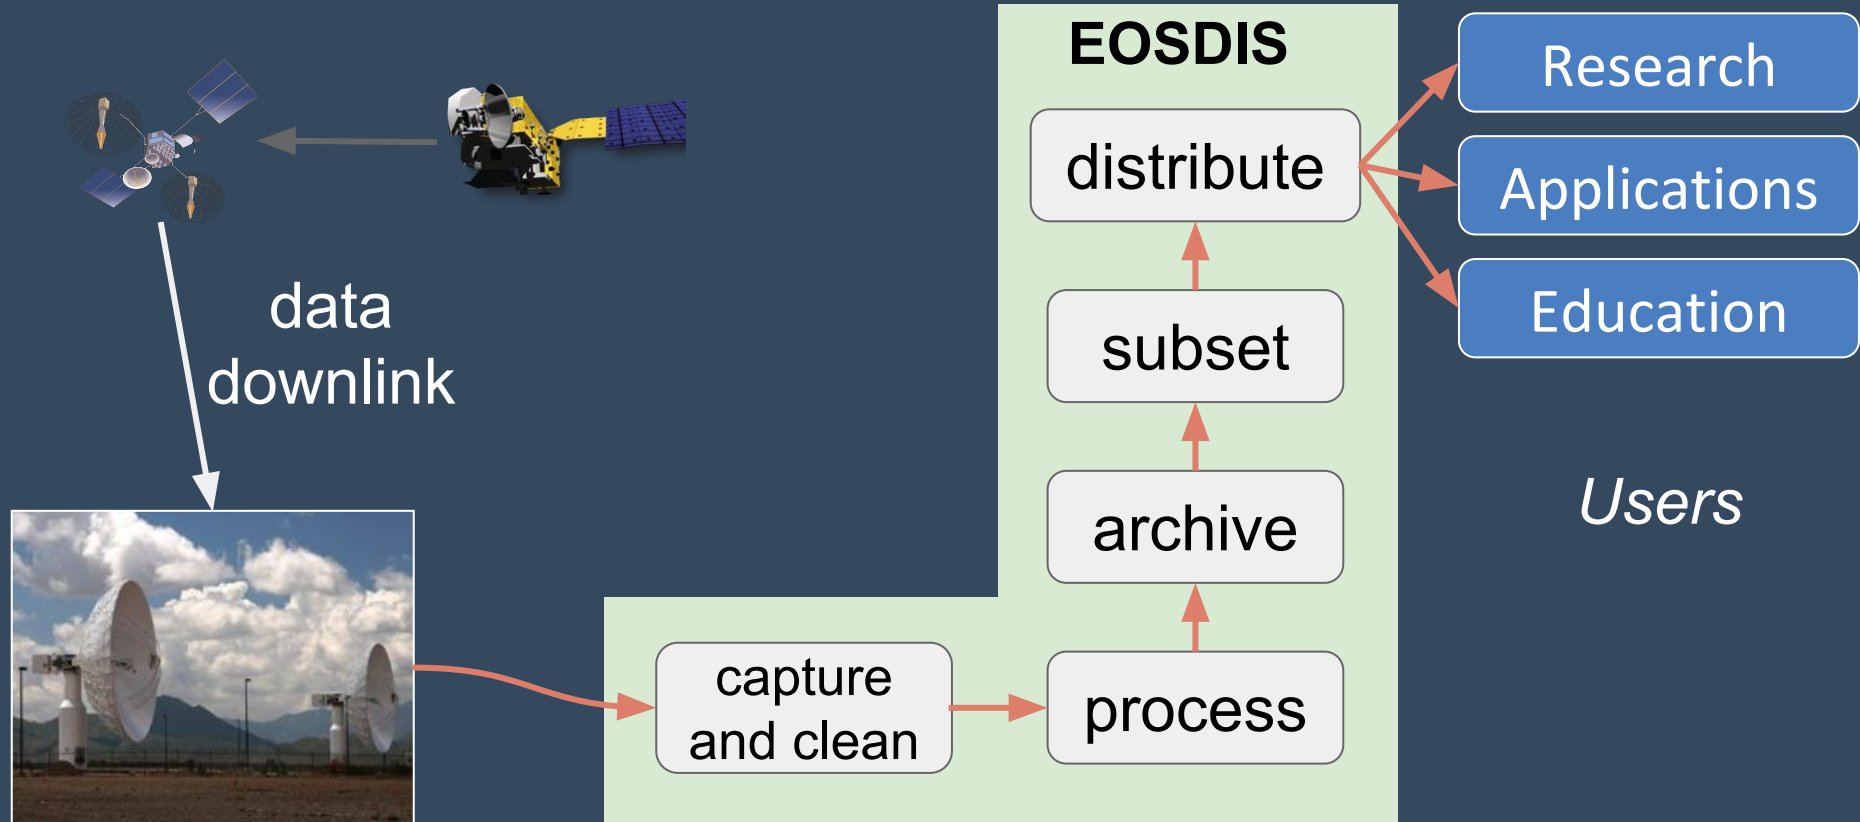 EOSDIS
distribute
subset
archive
process
capture
and clean
data
downlink
Research
Applications
Education
Users